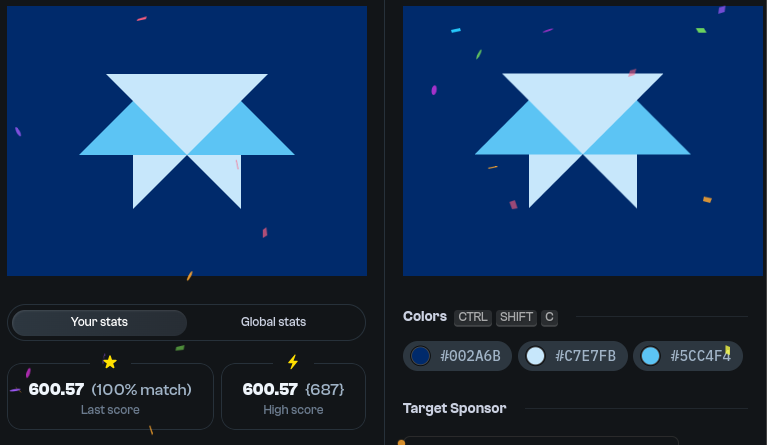 Your stats
Global stats
600.57 (100% match)
Last score
600.57 {687}
High score
Colors CTRL SHIFT C
#002A6B #C7E7FB #5CC4F4
Target Sponsor